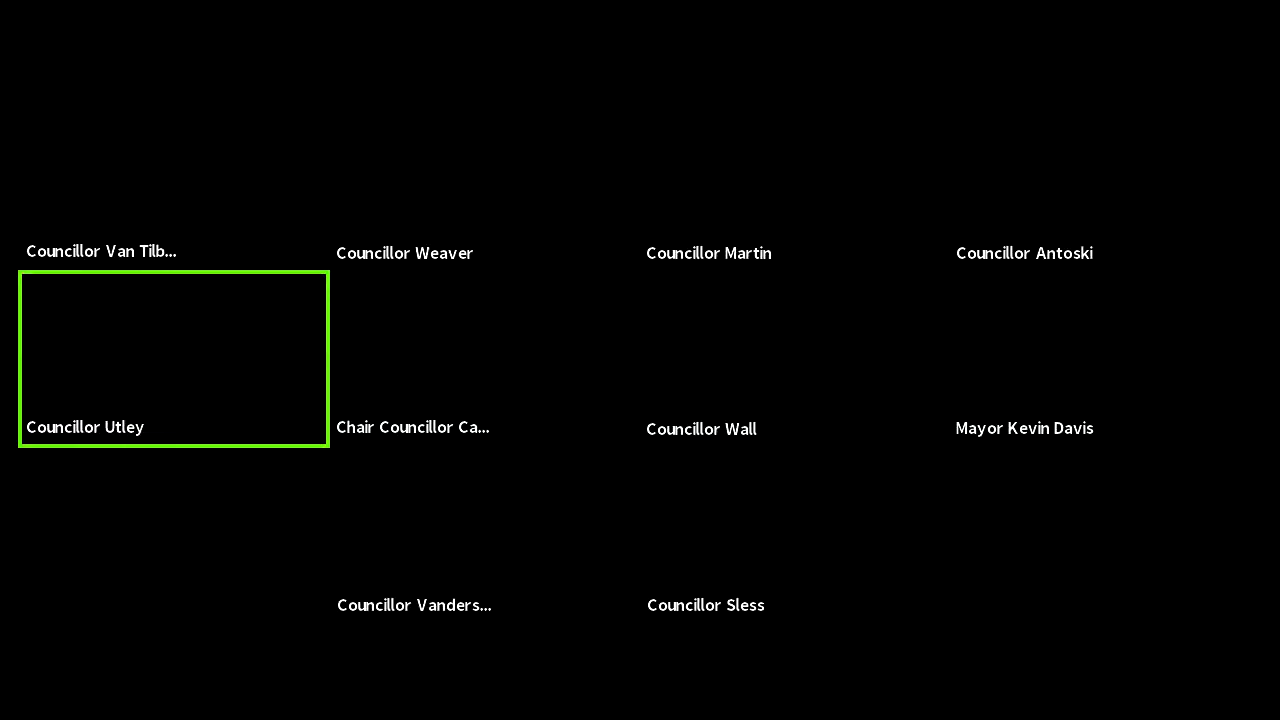 Councillor Van Tilb...
Councillor Weaver
Councillor Martin
Councillor Antoski
Councillor Utley
Chair Councillor Ca...
Councillor Wall
Mayor Kevin Davis
Councillor Vanders...
Councillor Sless